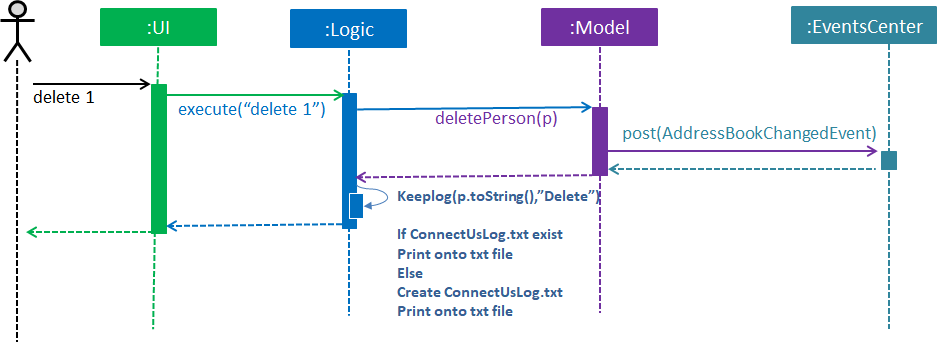 :UI
:Logic
:Model
:EventsCenter
delete 1
execute(“delete 1”)
deletePerson(p)
post(AddressBookChangedEvent)
Keeplog(p.toString(),”Delete”)
If ConnectUsLog.txt exist
Print onto txt file
Else
Create ConnectUsLog.txt
Print onto txt file